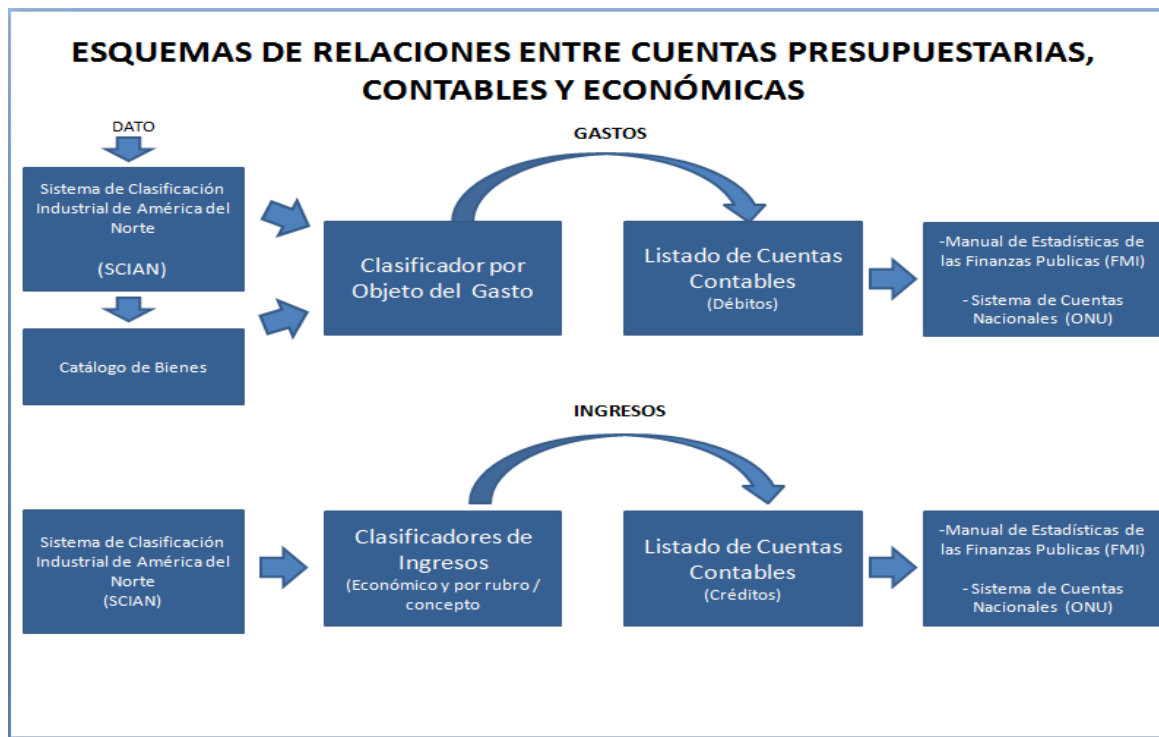 ESQUEMAS DE RELACIONES ENTRE CUENTAS PRESUPUESTARIAS,
CONTABLES Y ECONÓMICAS
DATO
GASTOS
Sistema de Clasificación
Industrial de América del
Norte
(SCIAN)
Catálogo de Bienes
Clasificador por
Objeto del Gasto
Listado de Cuentas
Contables
(Débitos)
-Manual de Estadísticas de
las Finanzas Publicas (FMI)
- Sistema de Cuentas
Nacionales (ONU)
INGRESOS
Sistema de Clasificación
Industrial de América del
Norte
(SCIAN)
Clasificadores de
Ingresos
(Económico y por rubro /
concepto
Listado de Cuentas
Contables
(Créditos)
-Manual de Estadísticas de
las Finanzas Publicas (FMI)
- Sistema de Cuentas
Nacionales (ONU)